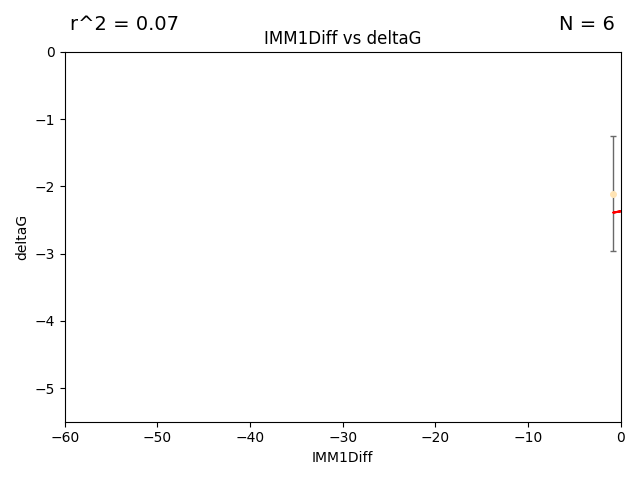 r^2 = 0.07
N = 6
IMM1Diff vs deltaG
0
−1
−2
−3
−4
−5
deltaG
−60
−50
−40
−30
−20
−10
0
IMM1Diff